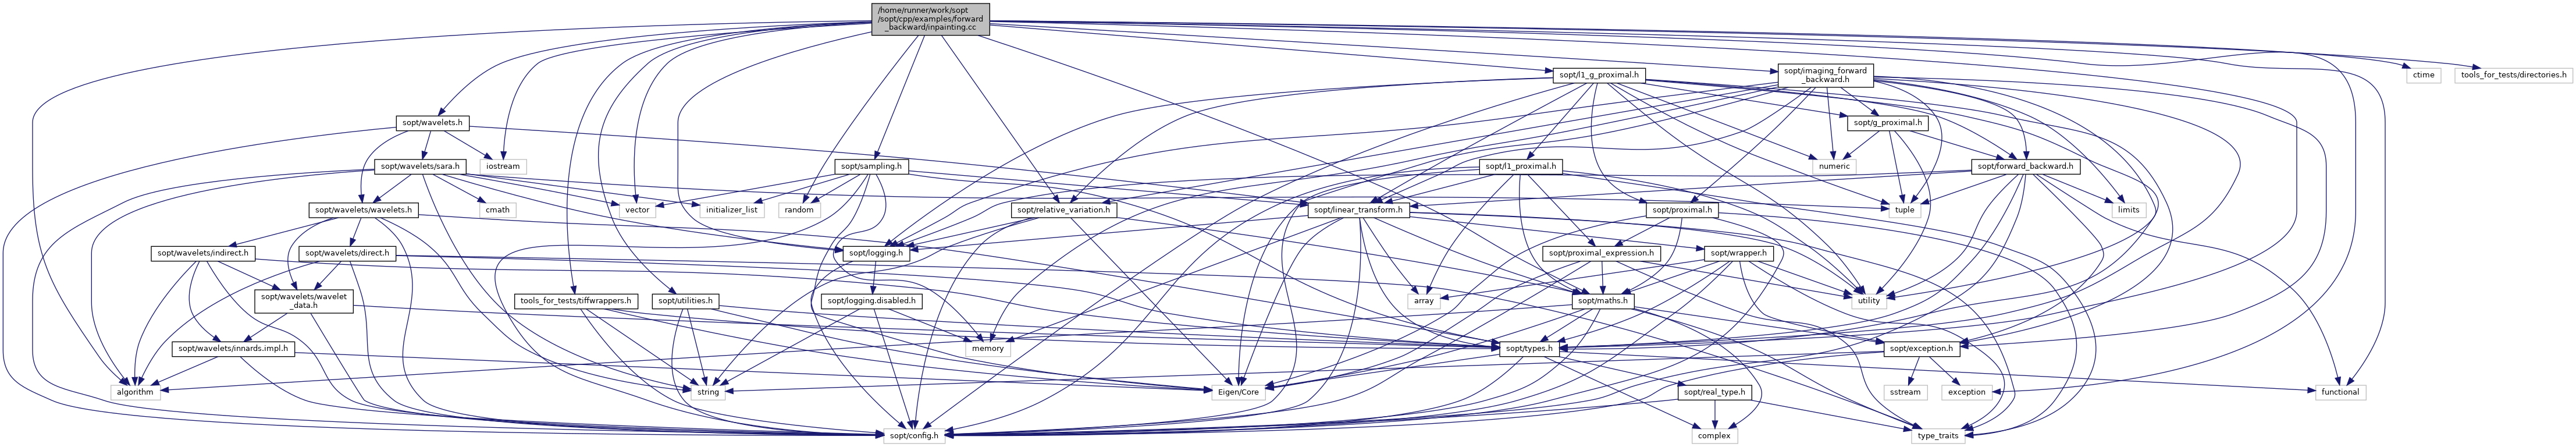 /home/runner/work/sopt
/sopt/cpp/examples/forward
_backward/inpainting.cc
sopt/l1_g_proximal.h
sopt/imaging_forward
_backward.h
ctime
tools_for_tests/directories.h
sopt/wavelets.h
sopt/g_proximal.h
iostream
sopt/wavelets/sara.h
sopt/sampling.h
sopt/l1_proximal.h
numeric
sopt/forward_backward.h
sopt/wavelets/wavelets.h
cmath
vector
initializer_list
random
sopt/relative_variation.h
sopt/linear_transform.h
sopt/proximal.h
tuple
limits
sopt/wavelets/indirect.h
sopt/wavelets/direct.h
sopt/logging.h
sopt/proximal_expression.h
sopt/wrapper.h
sopt/wavelets/wavelet
_data.h
tools_for_tests/tiffwrappers.h
sopt/utilities.h
sopt/logging.disabled.h
array
sopt/maths.h
utility
sopt/wavelets/innards.impl.h
memory
sopt/types.h
sopt/exception.h
algorithm
string
Eigen/Core
sopt/real_type.h
sstream
exception
functional
sopt/config.h
complex
type_traits